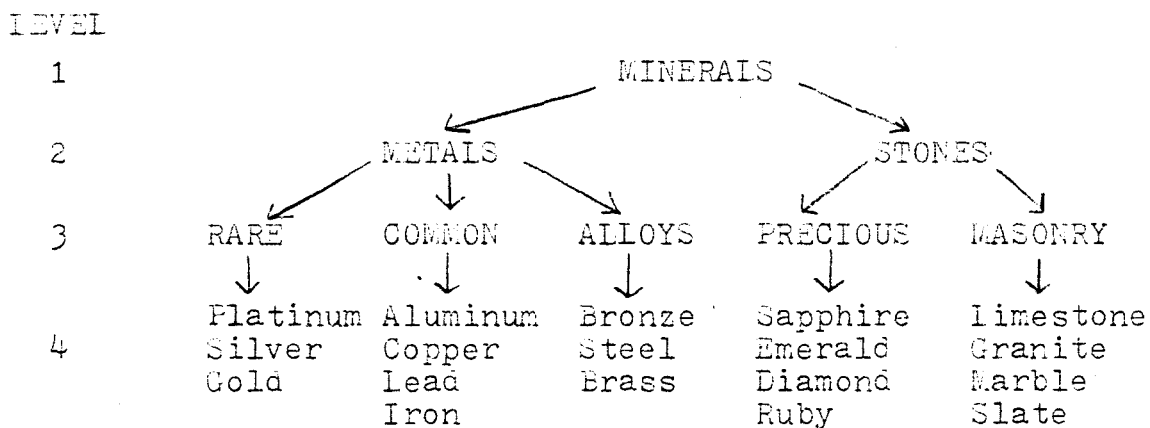 LEVEL
1 MINERALS
2 METALS STONES
3 RARE COMMON ALLOYS PRECIOUS MASONRY
Platinum Aluminum Bronze Sapphire Limestone
4 Silver Copper Steel Emerald Granite
Gold Lead Brass Diamond Marble
Iron Ruby Slate